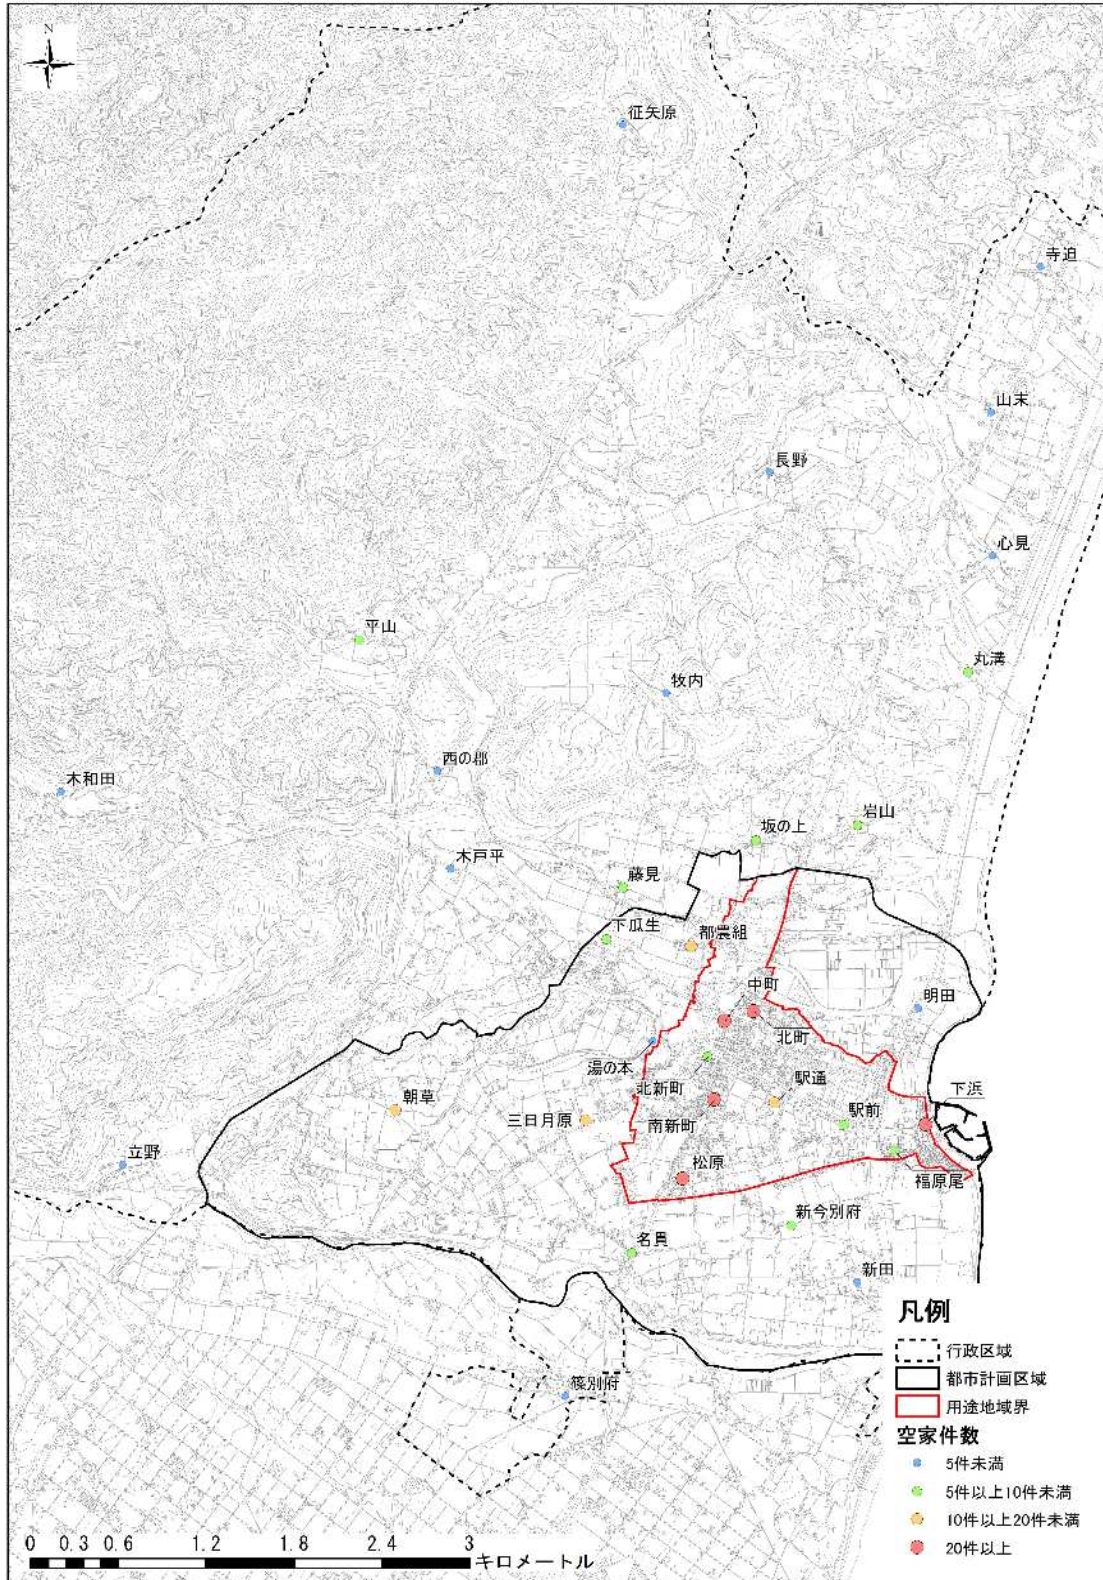 N
征矢原
寺迫
山末
長野
心見
平山
丸溝
牧内
西の郡
木和田
岩山
坂の上
木戸平
藤見
下瓜生
都農組
中町
明田
北町
湯の本
北新町
駅通
下浜
朝草
三日月原
南新町
駅前
立野
松原
福原尾
新今別府
名貫
新田
篠別府
凡例
行政区域
都市計画区域
用途地域界
空家件数
5件未満
5件以上10件未満
10件以上20件未満
20件以上
0 0.3 0.6 1.2 1.8 2.4 3
キロメートル